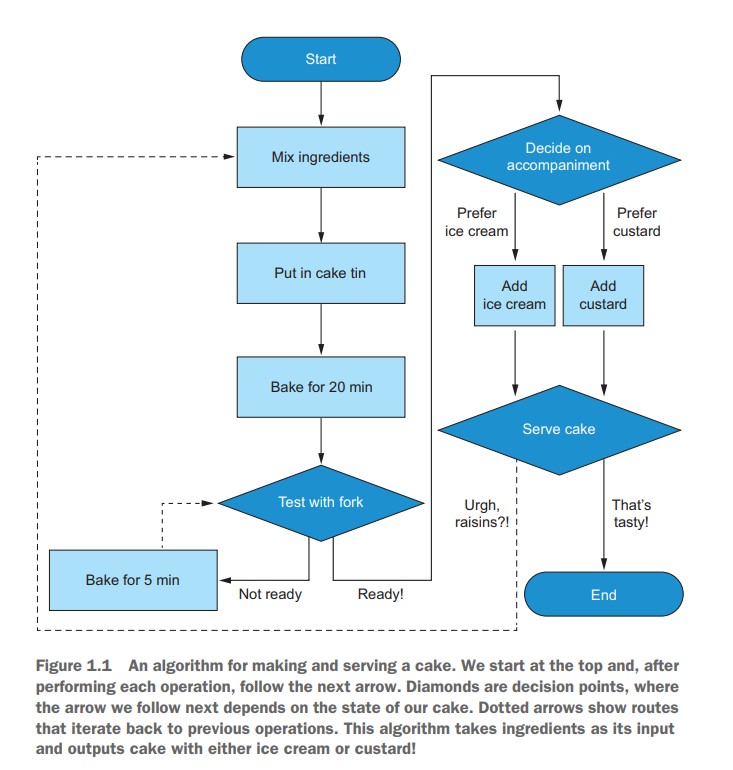 Start
Mix ingredients
Put in cake tin
Bake for 20 min
Test with fork
Bake for 5 min
Not ready
Ready!
Decide on
accompaniment
Prefer
ice cream
Prefer
custard
Add
ice cream
Add
custard
Serve cake
Urgh,
raisins?!
That's
tasty!
End
Figure 1.1 An algorithm for making and serving a cake. We start at the top and, after
performing each operation, follow the next arrow. Diamonds are decision points, where
the arrow we follow next depends on the state of our cake. Dotted arrows show routes
that iterate back to previous operations. This algorithm takes ingredients as its input
and outputs cake with either ice cream or custard!